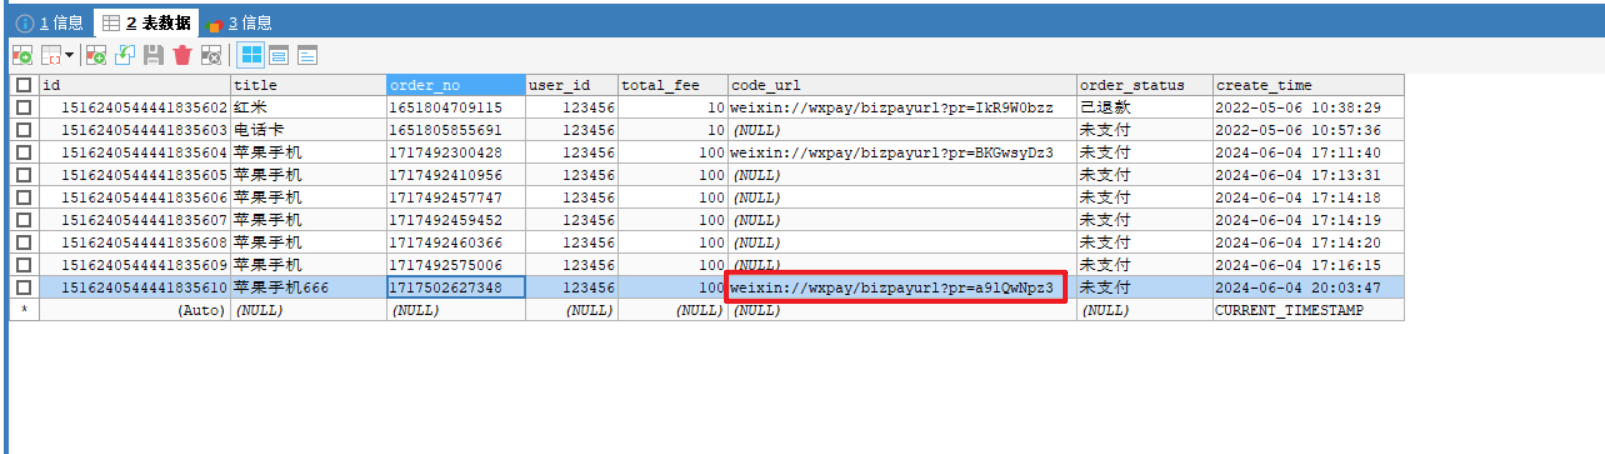 1 信息 2 表数据 3 信息
id title order_no user_id total_fee code_url order_status create_time
1516240544441835602 红米 1651804709115 123456 10 weixin://wxpay/bizpayurl?pr=IkR9W0bzz 已退款 2022-05-06 10:38:29
1516240544441835603 电话卡 1651805855691 123456 10 (NULL) 未支付 2022-05-06 10:57:36
1516240544441835604 苹果手机 1717492300428 123456 100 weixin://wxpay/bizpayurl?pr=BKGwsyDz3 未支付 2024-06-04 17:11:40
1516240544441835605 苹果手机 1717492410956 123456 100 (NULL) 未支付 2024-06-04 17:13:31
1516240544441835606 苹果手机 1717492457747 123456 100 (NULL) 未支付 2024-06-04 17:14:18
1516240544441835607 苹果手机 1717492459452 123456 100 (NULL) 未支付 2024-06-04 17:14:19
1516240544441835608 苹果手机 1717492460366 123456 100 (NULL) 未支付 2024-06-04 17:14:20
1516240544441835609 苹果手机 1717492575006 123456 100 (NULL) 未支付 2024-06-04 17:16:15
1516240544441835610 苹果手机666 1717502627348 123456 100 weixin://wxpay/bizpayurl?pr=a9lQwNpz3 未支付 2024-06-04 20:03:47
* (Auto) (NULL) (NULL) (NULL) (NULL) (NULL) (NULL) CURRENT_TIMESTAMP